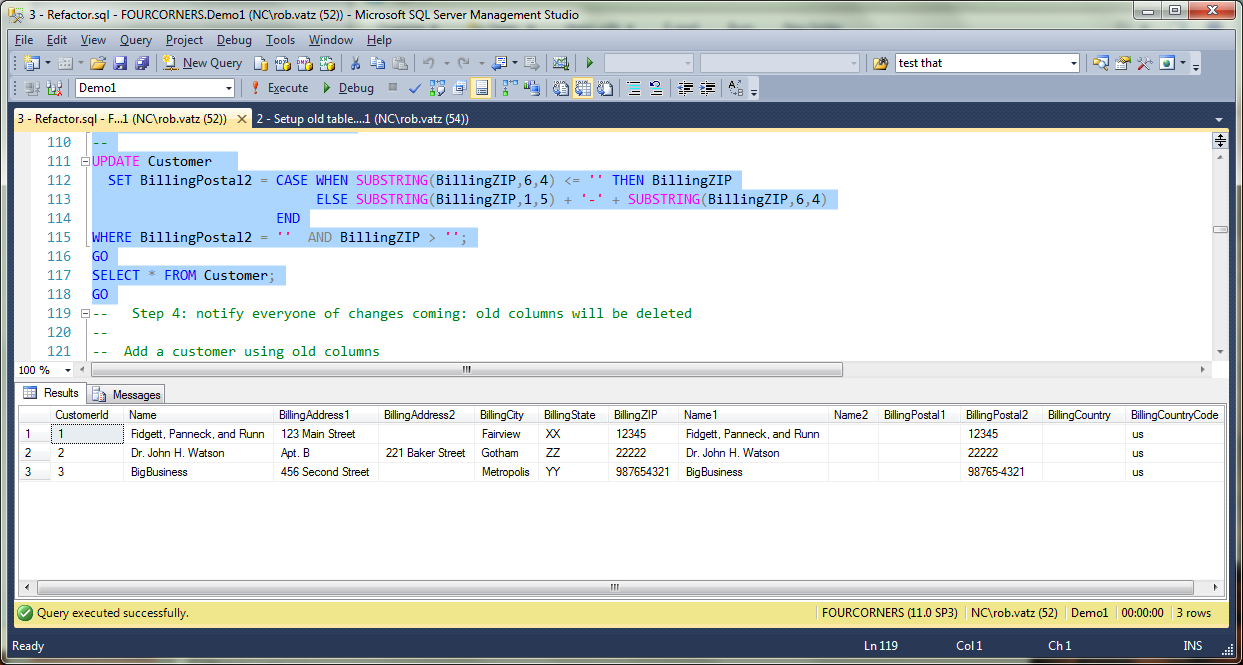 3 - Refactor.sql - FOURCORNERS.Demo1 (NC\rob.vatz (52)) - Microsoft SQL Server Management Studio
File Edit View Query Project Debug Tools Window Help
New Query test that
Demo1 Execute Debug
3 - Refactor.sql - F...1 (NC\rob.vatz (52)) 2 - Setup old table....1 (NC\rob.vatz (54))
110 --
111 UPDATE Customer
112 SET BillingPostal2 = CASE WHEN SUBSTRING(BillingZIP,6,4) <= '' THEN BillingZIP
113 ELSE SUBSTRING(BillingZIP,1,5) + '-' + SUBSTRING(BillingZIP,6,4)
114 END
115 WHERE BillingPostal2 = '' AND BillingZIP > '';
116 GO
117 SELECT * FROM Customer;
118 GO
119 -- Step 4: notify everyone of changes coming: old columns will be deleted
120 --
121 -- Add a customer using old columns
100 %
Results Messages
CustomerId Name BillingAddress1 BillingAddress2 BillingCity BillingState BillingZIP Name1 Name2 BillingPostal1 BillingPostal2 BillingCountry BillingCountryCode
1 1 Fidgett, Panneck, and Runn 123 Main Street Fairview XX 12345 Fidgett, Panneck, and Runn 12345 us
2 2 Dr. John H. Watson Apt. B 221 Baker Street Gotham ZZ 22222 Dr. John H. Watson 22222 us
3 3 BigBusiness 456 Second Street Metropolis YY 987654321 BigBusiness 98765-4321 us
Query executed successfully. FOURCORNERS (11.0 SP3) NC\rob.vatz (52) Demo1 00:00:00 3 rows
Ready Ln 119 Col 1 Ch 1 INS